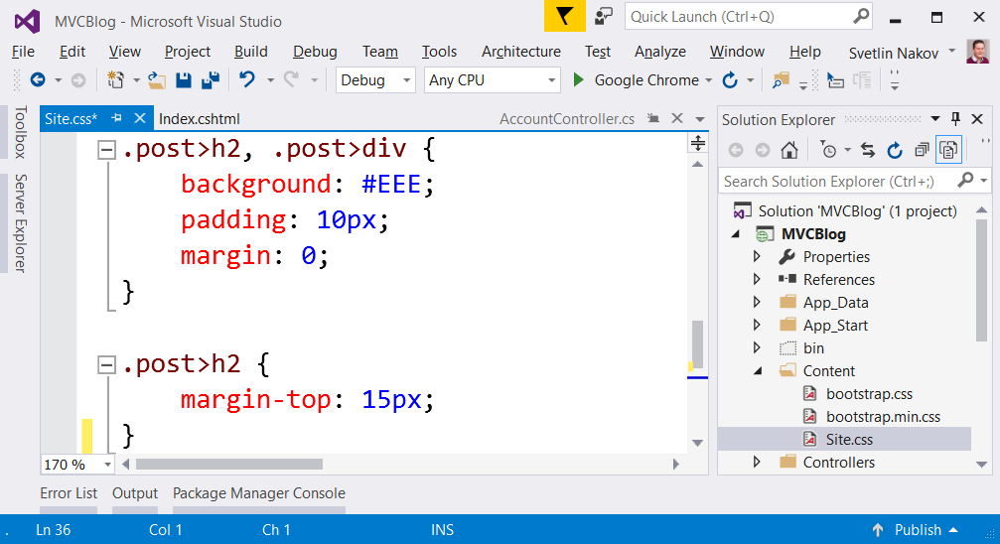 MVCBlog - Microsoft Visual Studio
Quick Launch (Ctrl+Q)
File Edit View Project Build Debug Team Tools Architecture Test Analyze Window Help Svetlin Nakov
Debug Any CPU Google Chrome
Toolbox
Server Explorer
Site.css* Index.cshtml AccountController.cs
.post>h2, .post>div {
background: #EEE;
padding: 10px;
margin: 0;
}
.post>h2 {
margin-top: 15px;
}
170 %
Solution Explorer
Search Solution Explorer (Ctrl+;)
Solution 'MVCBlog' (1 project)
MVCBlog
Properties
References
App_Data
App_Start
bin
Content
bootstrap.css
bootstrap.min.css
Site.css
Controllers
Error List Output Package Manager Console
Ln 36 Col 1 Ch 1 INS Publish